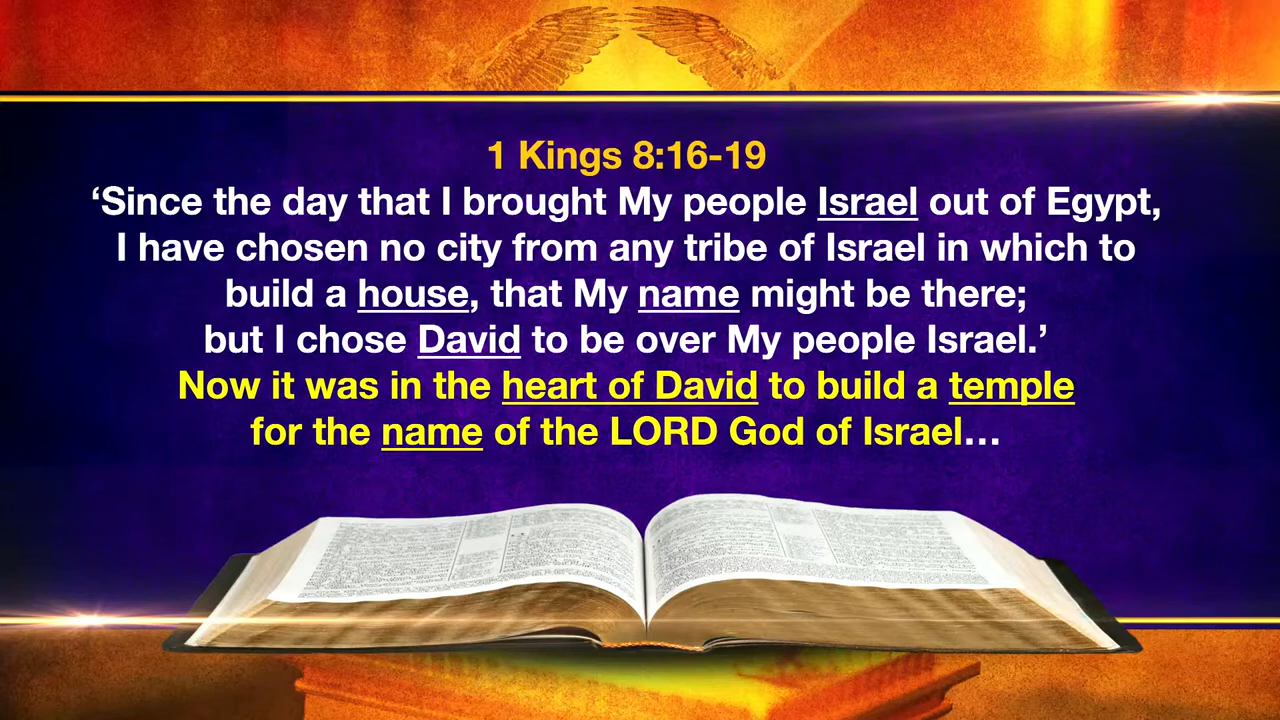 1 Kings 8:16-19
‘Since the day that I brought My people Israel out of Egypt,
I have chosen no city from any tribe of Israel in which to
build a house, that My name might be there;
but I chose David to be over My people Israel.’
Now it was in the heart of David to build a temple
for the name of the LORD God of Israel…